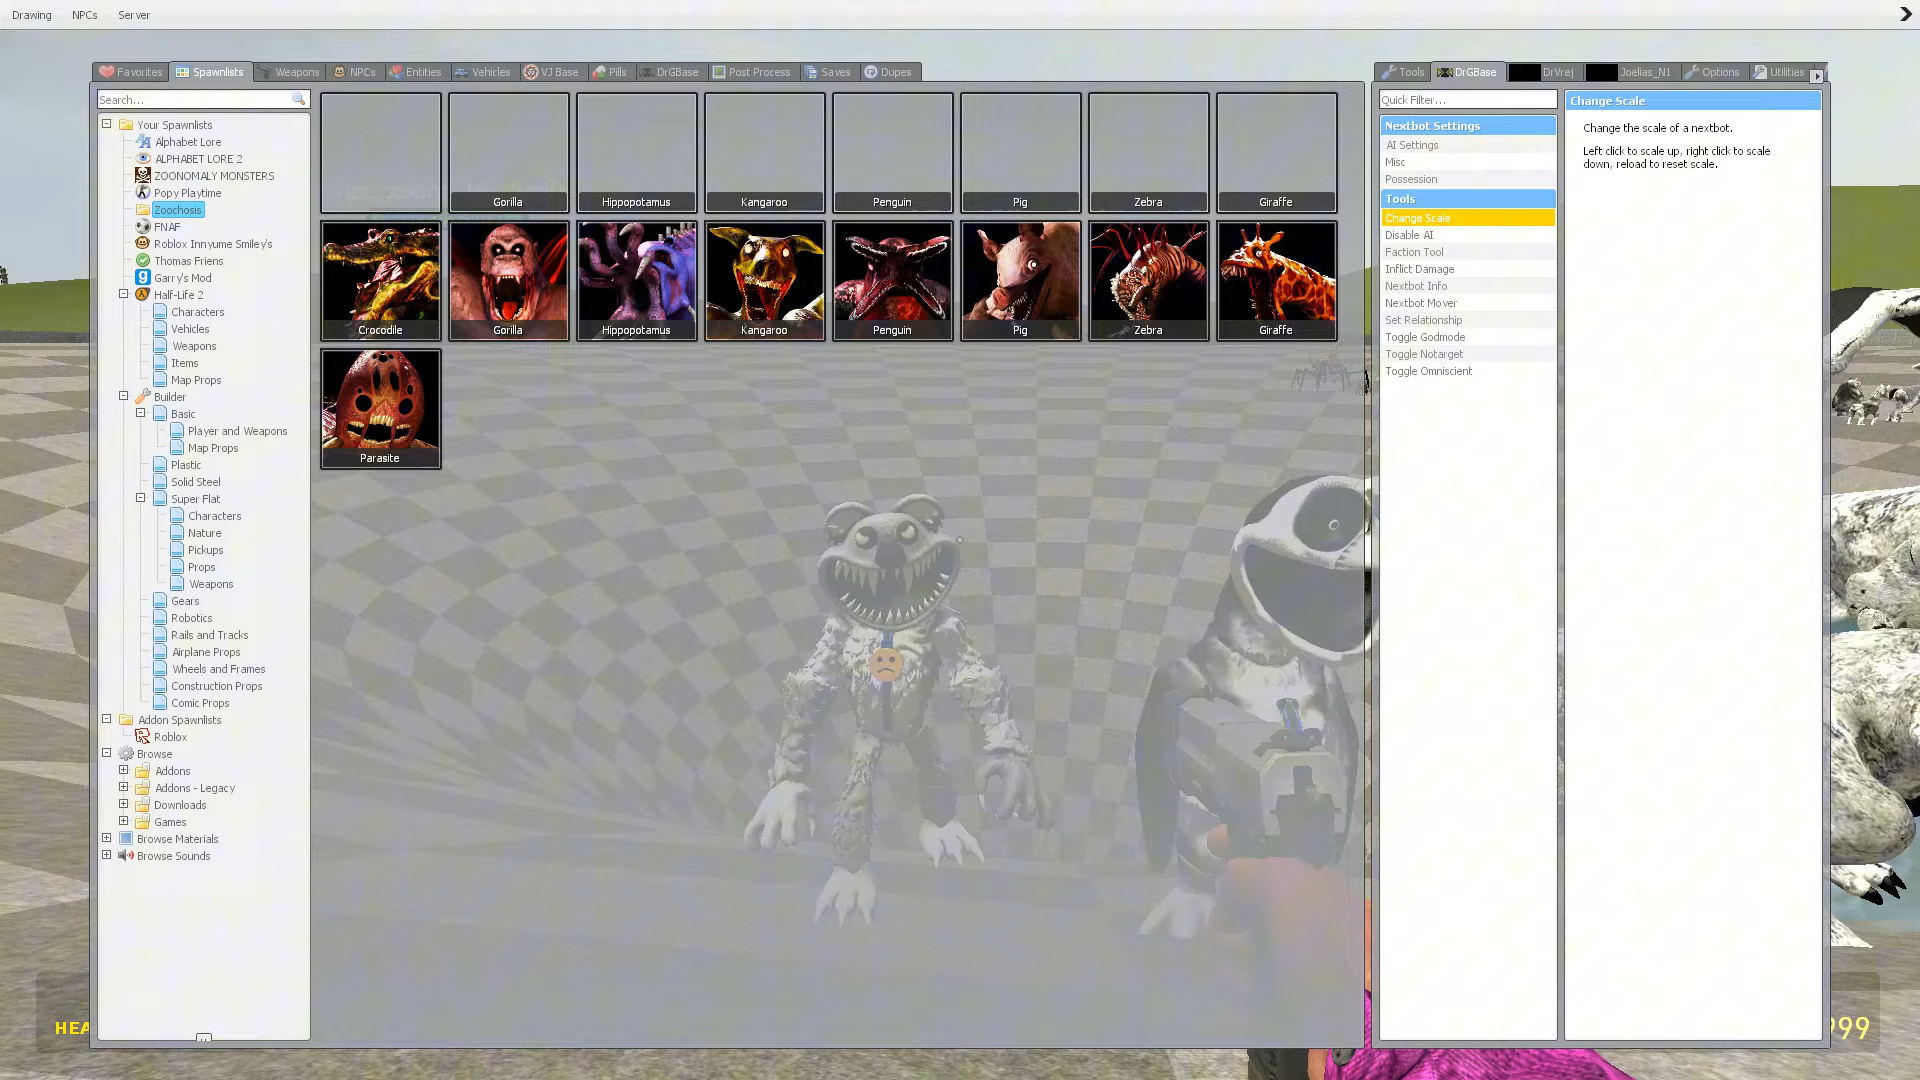 Drawing NPCs Server
Favorites Spawnlists Weapons NPCs Entities Vehicles VJ Base Pills DrGBase Post Process Saves Dupes
Search...
Your Spawnlists
Alphabet Lore
ALPHABET LORE 2
ZOONOMALY MONSTERS
Popy Playtime
Zoochosis
FNAF
Roblox Innyume Smiley's
Thomas Friens
Garry's Mod
Half-Life 2
Characters
Vehicles
Weapons
Items
Map Props
Builder
Basic
Player and Weapons
Map Props
Plastic
Solid Steel
Super Flat
Characters
Nature
Pickups
Props
Weapons
Gears
Robotics
Rails and Tracks
Airplane Props
Wheels and Frames
Construction Props
Comic Props
Addon Spawnlists
Roblox
Browse
Addons
Addons - Legacy
Downloads
Games
Browse Materials
Browse Sounds
Gorilla Hippopotamus Kangaroo Penguin Pig Zebra Giraffe
Crocodile Gorilla Hippopotamus Kangaroo Penguin Pig Zebra Giraffe
Parasite
Tools DrGBase DrVrej Joelias_N1 Options Utilities
Quick Filter...
Nextbot Settings
AI Settings
Misc
Possession
Tools
Change Scale
Disable AI
Faction Tool
Inflict Damage
Nextbot Info
Nextbot Mover
Set Relationship
Toggle Godmode
Toggle Notarget
Toggle Omniscient
Change Scale
Change the scale of a nextbot.
Left click to scale up, right click to scale
down, reload to reset scale.
HEA
999